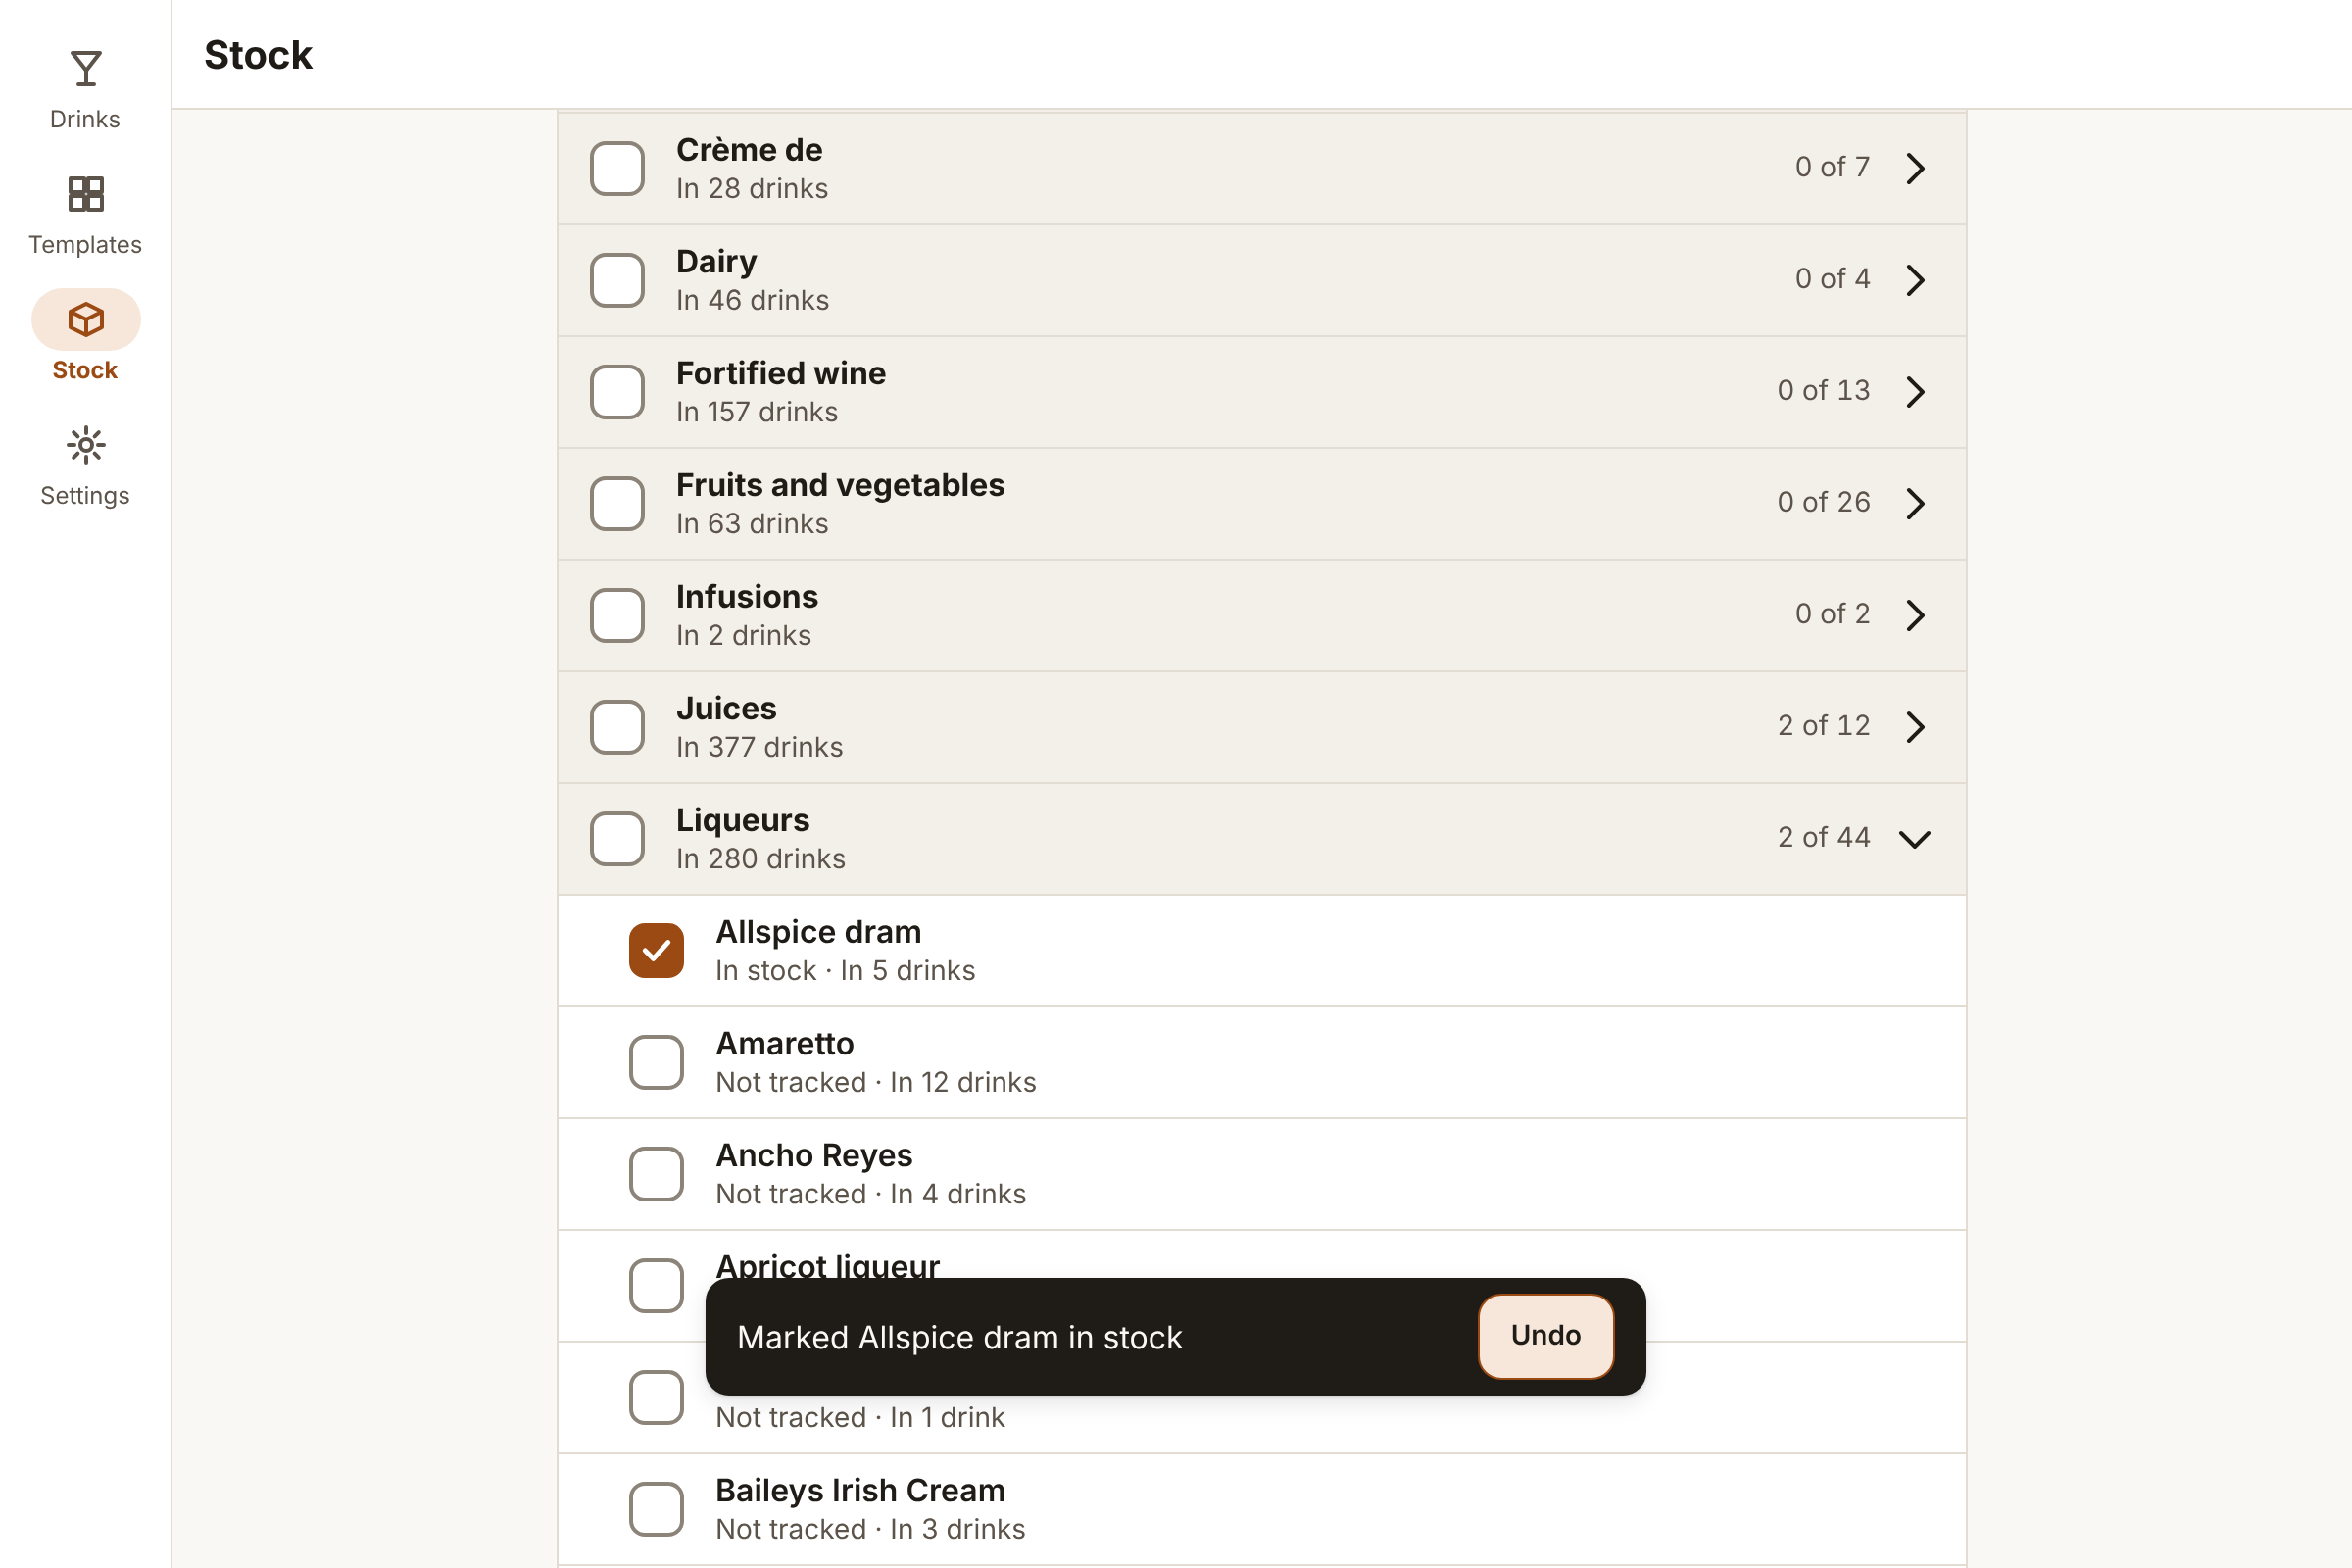 Stock
Drinks
Templates
Stock
Settings
Crème de
In 28 drinks
0 of 7
Dairy
In 46 drinks
0 of 4
Fortified wine
In 157 drinks
0 of 13
Fruits and vegetables
In 63 drinks
0 of 26
Infusions
In 2 drinks
0 of 2
Juices
In 377 drinks
2 of 12
Liqueurs
In 280 drinks
2 of 44
Allspice dram
In stock · In 5 drinks
Amaretto
Not tracked · In 12 drinks
Ancho Reyes
Not tracked · In 4 drinks
Apricot liqueur
Marked Allspice dram in stock
Undo
Not tracked · In 1 drink
Baileys Irish Cream
Not tracked · In 3 drinks